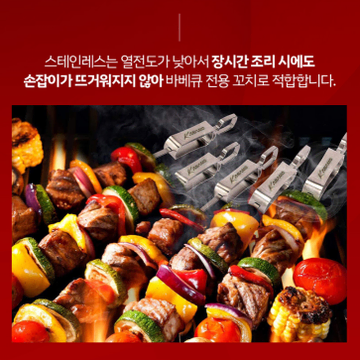 스테인레스는 열전도가 낮아서 장시간 조리 시에도
손잡이가 뜨거워지지 않아 바베큐 전용 꼬치로 적합합니다.